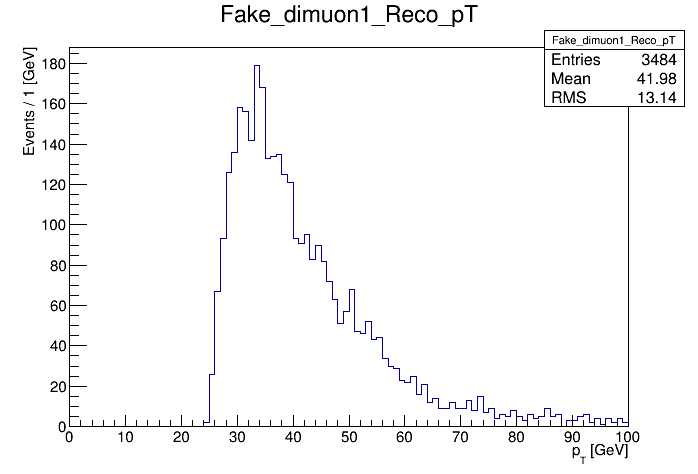 Fake_dimuon1_Reco_pT
Fake_dimuon1_Reco_pT
Entries 3484
Mean 41.98
RMS 13.14
Events / 1 [GeV]
180
160
140
120
100
80
60
40
20
0
0 10 20 30 40 50 60 70 80 90 100
p_T [GeV]